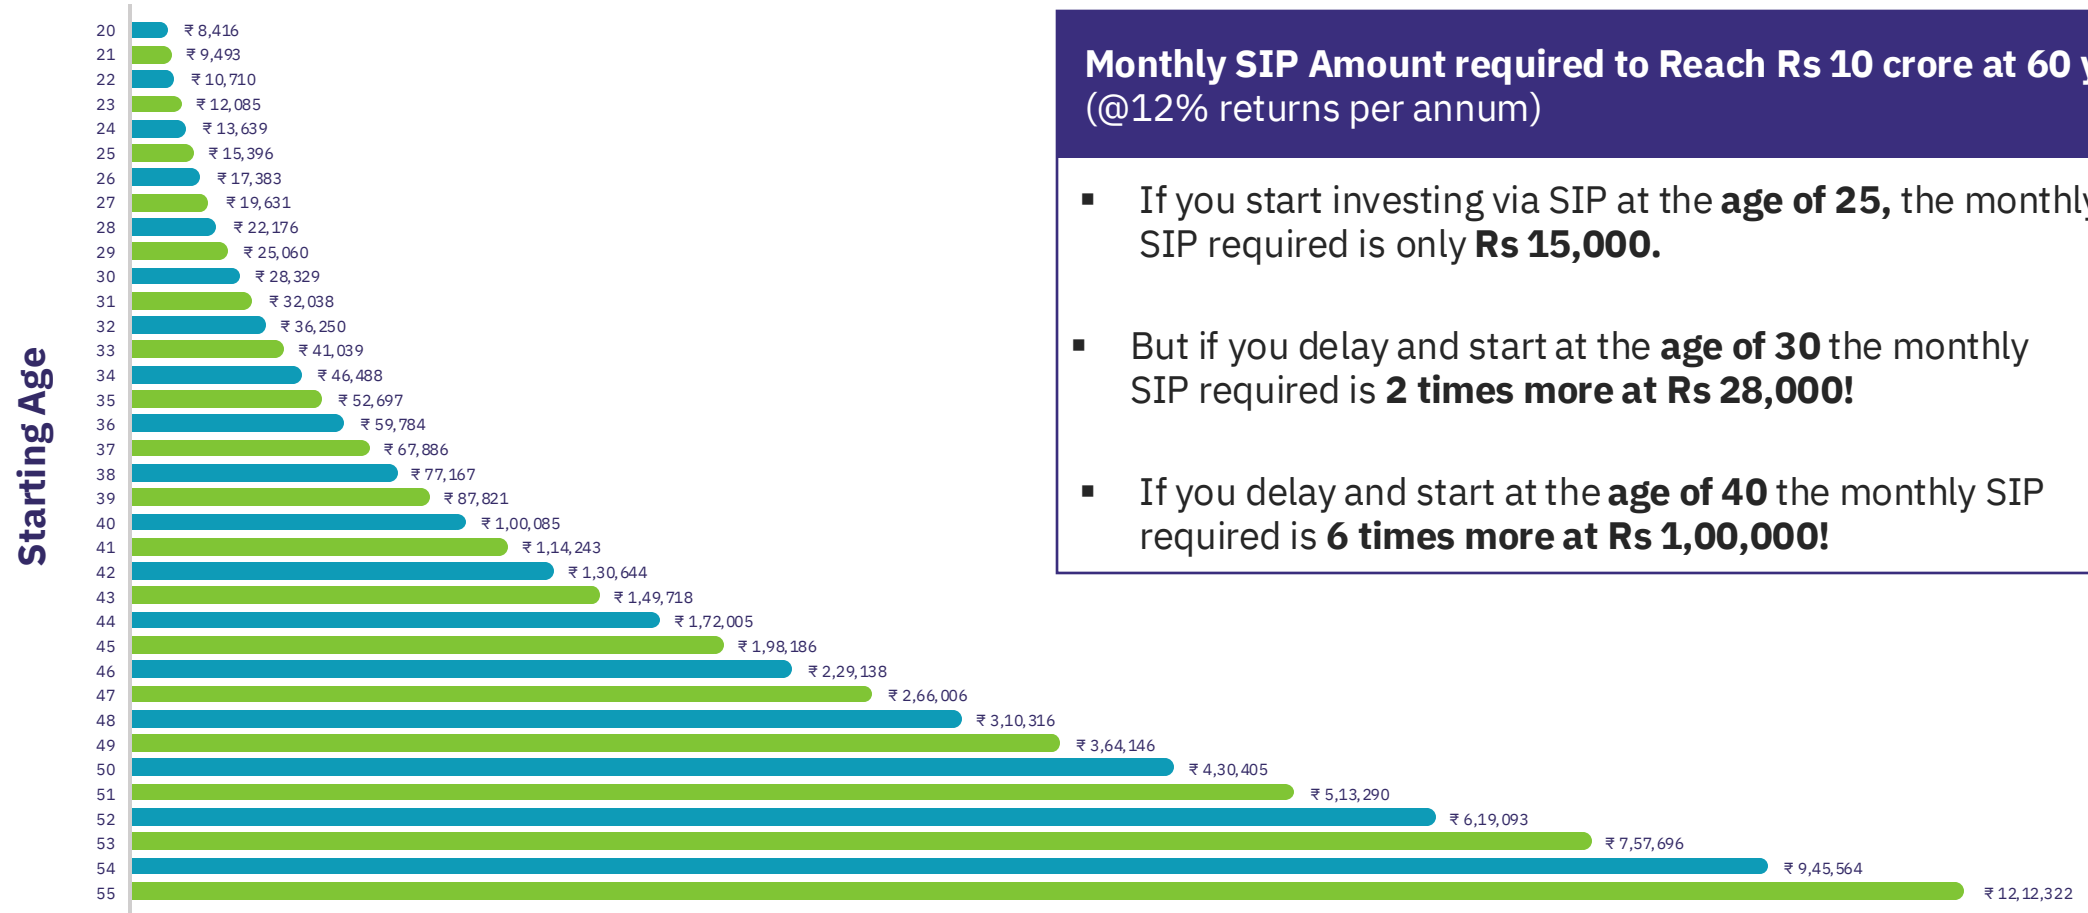 20 ₹ 8,416
21 ₹ 9,493
22 ₹ 10,710
23 ₹ 12,085
24 ₹ 13,639
25 ₹ 15,396
26 ₹ 17,383
27 ₹ 19,631
28 ₹ 22,176
29 ₹ 25,060
30 ₹ 28,329
31 ₹ 32,038
32 ₹ 36,250
33 ₹ 41,039
34 ₹ 46,488
35 ₹ 52,697
36 ₹ 59,784
37 ₹ 67,886
38 ₹ 77,167
39 ₹ 87,821
40 ₹ 1,00,085
41 ₹ 1,14,243
42 ₹ 1,30,644
43 ₹ 1,49,718
44 ₹ 1,72,005
45 ₹ 1,98,186
46 ₹ 2,29,138
47 ₹ 2,66,006
48 ₹ 3,10,316
49 ₹ 3,64,146
50 ₹ 4,30,405
51 ₹ 5,13,290
52 ₹ 6,19,093
53 ₹ 7,57,696
54 ₹ 9,45,564
55 ₹ 12,12,322
Starting Age
Monthly SIP Amount required to Reach Rs 10 crore at 60 y
(@12% returns per annum)
▪ If you start investing via SIP at the age of 25, the monthly
SIP required is only Rs 15,000.
▪ But if you delay and start at the age of 30 the monthly
SIP required is 2 times more at Rs 28,000!
▪ If you delay and start at the age of 40 the monthly SIP
required is 6 times more at Rs 1,00,000!